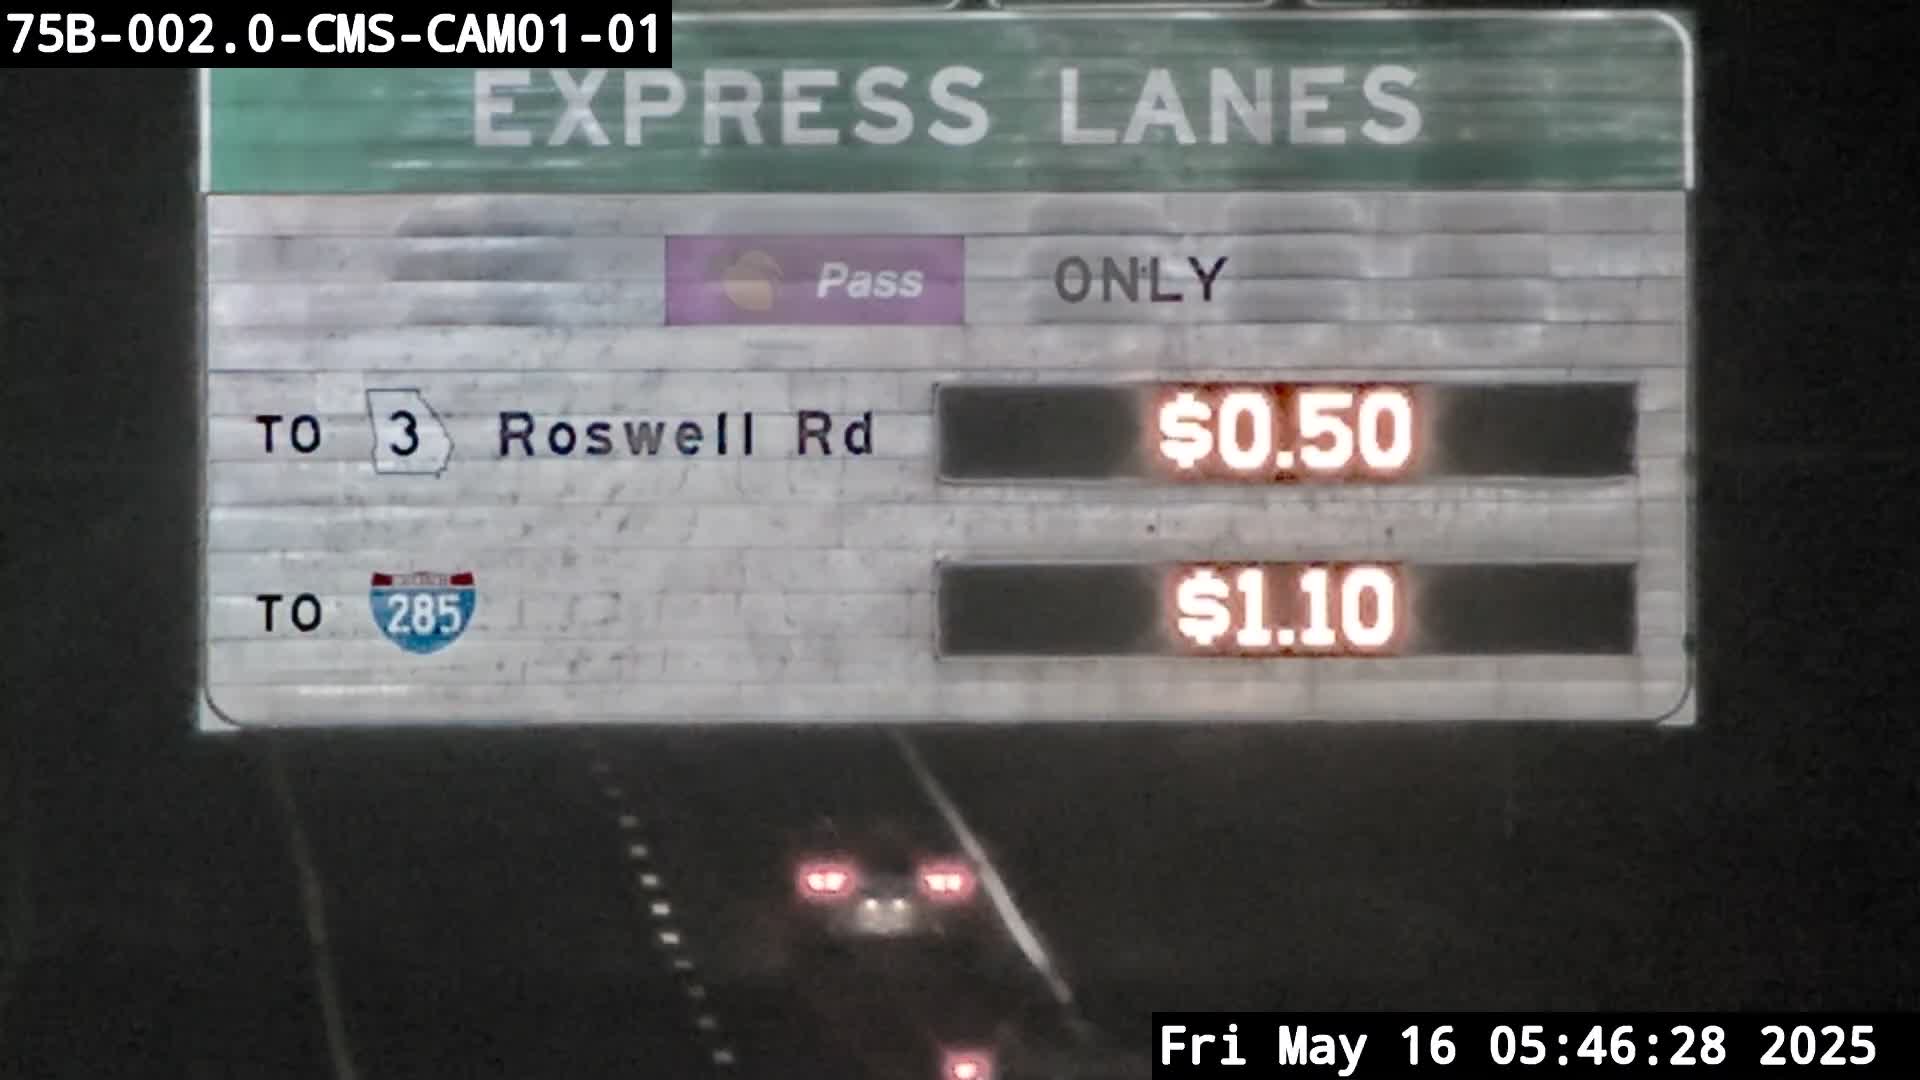 75B-002.0-CMS-CAM01-01
EXPRESS LANES
Pass ONLY
TO 3 Roswell Rd $0.50
TO 285 $1.10
Fri May 16 05:46:28 2025